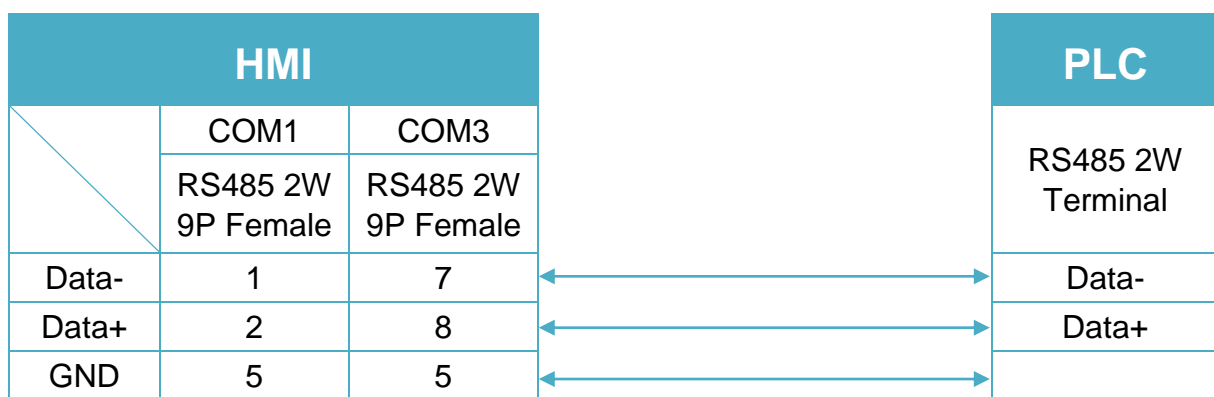 HMI PLC
COM1 COM3
RS485 2W RS485 2W RS485 2W
9P Female 9P Female Terminal
Data- 1 7 Data-
Data+ 2 8 Data+
GND 5 5